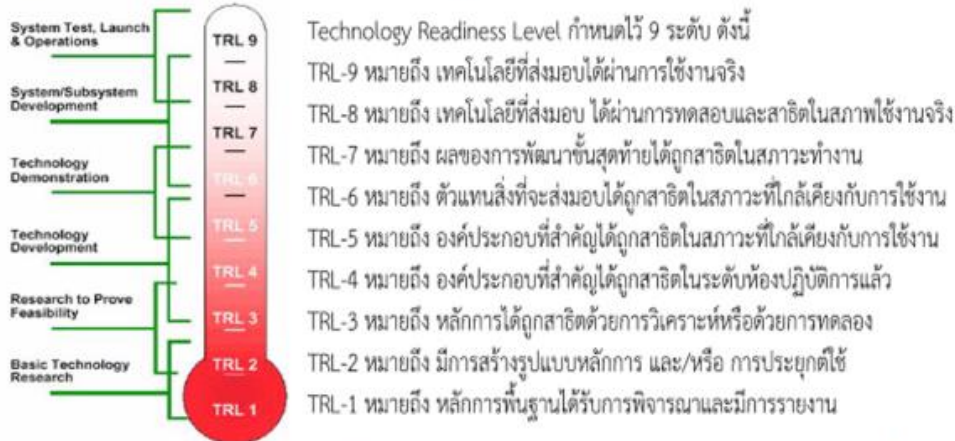 System Test, Launch
& Operations
System/Subsystem
Development
Technology
Demonstration
Technology
Development
Research to Prove
Feasibility
Basic Technology
Research
TRL 9
TRL 8
TRL 7
TRL 6
TRL 5
TRL 4
TRL 3
TRL 2
TRL 1
Technology Readiness Level กำหนดไว้ 9 ระดับ ดังนี้
TRL-9 หมายถึง เทคโนโลยีที่ส่งมอบได้ผ่านการใช้งานจริง
TRL-8 หมายถึง เทคโนโลยีที่ส่งมอบ ได้ผ่านการทดสอบและสาธิตในสภาพใช้งานจริง
TRL-7 หมายถึง ผลของการพัฒนาขั้นสุดท้ายได้ถูกสาธิตในสภาวะทำงาน
TRL-6 หมายถึง ตัวแทนสิ่งที่จะส่งมอบได้ถูกสาธิตในสภาวะที่ใกล้เคียงกับการใช้งาน
TRL-5 หมายถึง องค์ประกอบที่สำคัญได้ถูกสาธิตในสภาวะที่ใกล้เคียงกับการใช้งาน
TRL-4 หมายถึง องค์ประกอบที่สำคัญได้ถูกสาธิตในระดับห้องปฏิบัติการแล้ว
TRL-3 หมายถึง หลักการได้ถูกสาธิตด้วยการวิเคราะห์หรือด้วยการทดลอง
TRL-2 หมายถึง มีการสร้างรูปแบบหลักการ และ/หรือ การประยุกต์ใช้
TRL-1 หมายถึง หลักการพื้นฐานได้รับการพิจารณาและมีการรายงาน